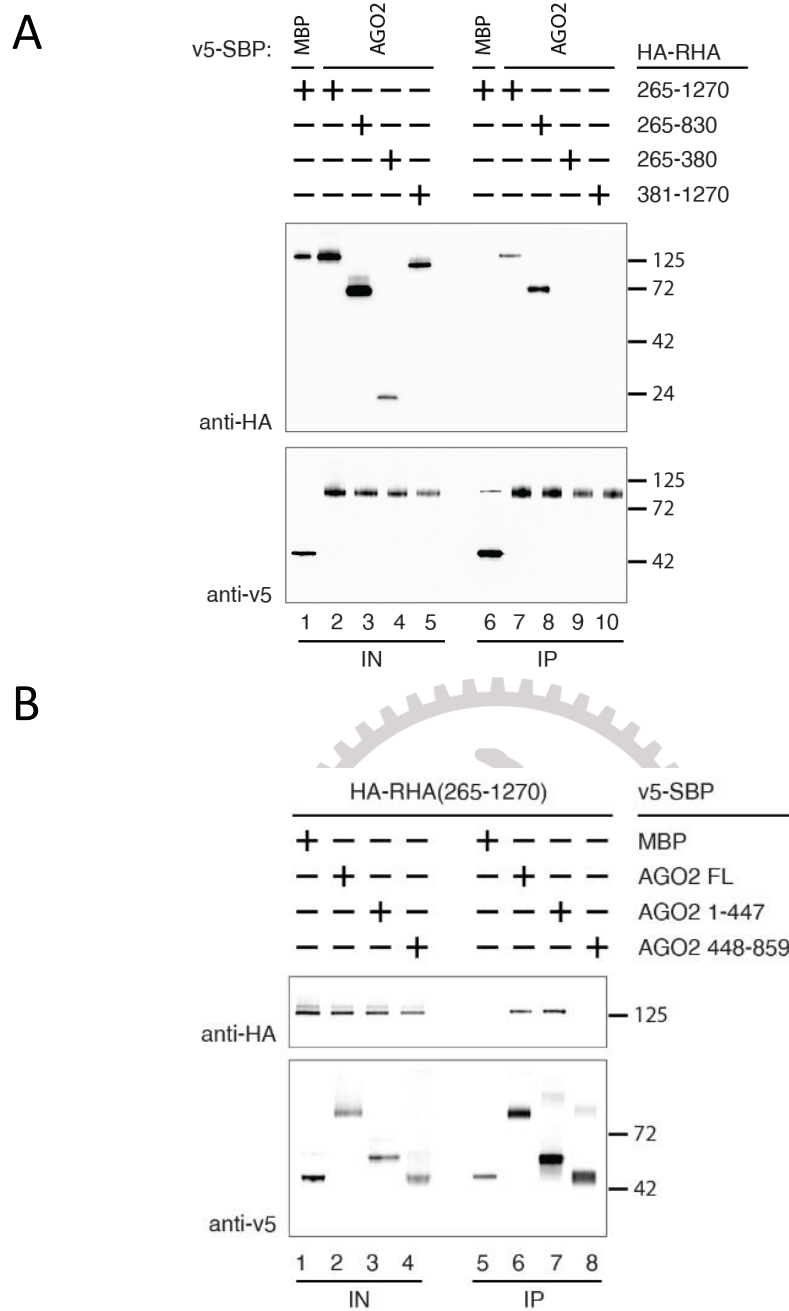 A
MBP AGO2 MBP AGO2
v5-SBP: HA-RHA
+ + — — — + + — — — 265-1270
— — + — — — — + — — 265-830
— — — + — — — — + — 265-380
— — — — + — — — — + 381-1270
125
72
42
24
anti-HA
125
72
42
anti-v5
1 2 3 4 5 6 7 8 9 10
IN IP
B
HA-RHA(265-1270) v5-SBP
+ — — — + — — — MBP
— + — — — + — — AGO2 FL
— — + — — — + — AGO2 1-447
— — — + — — — + AGO2 448-859
125
anti-HA
72
42
anti-v5
1 2 3 4 5 6 7 8
IN IP